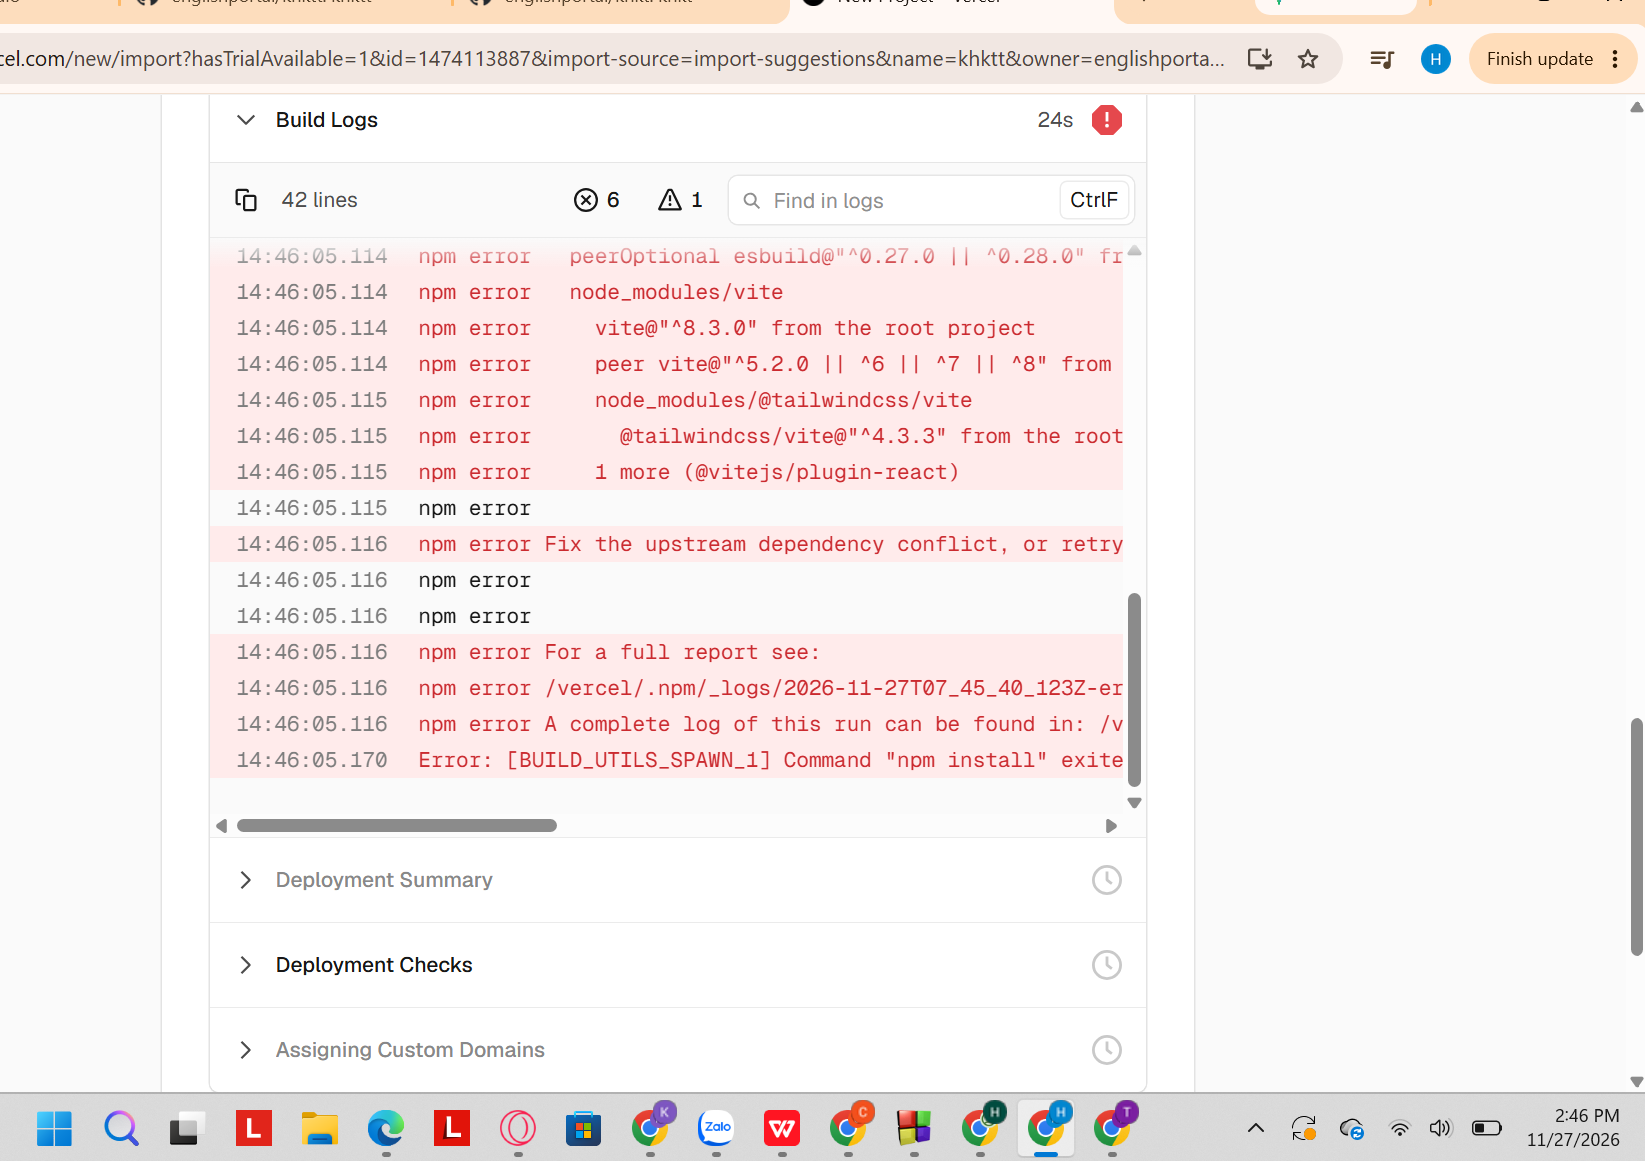 cel.com/new/import?hasTrialAvailable=1&id=1474113887&import-source=import-suggestions&name=khktt&owner=englishporta...
H
Finish update
Build Logs
24s
42 lines
6
1
Find in logs
CtrlF
14:46:05.114 npm error peerOptional esbuild@"^0.27.0 || ^0.28.0" fr
14:46:05.114 npm error node_modules/vite
14:46:05.114 npm error vite@"^8.3.0" from the root project
14:46:05.114 npm error peer vite@"^5.2.0 || ^6 || ^7 || ^8" from
14:46:05.115 npm error node_modules/@tailwindcss/vite
14:46:05.115 npm error @tailwindcss/vite@"^4.3.3" from the root
14:46:05.115 npm error 1 more (@vitejs/plugin-react)
14:46:05.115 npm error
14:46:05.116 npm error Fix the upstream dependency conflict, or retry
14:46:05.116 npm error
14:46:05.116 npm error
14:46:05.116 npm error For a full report see:
14:46:05.116 npm error /vercel/.npm/_logs/2026-11-27T07_45_40_123Z-er
14:46:05.116 npm error A complete log of this run can be found in: /v
14:46:05.170 Error: [BUILD_UTILS_SPAWN_1] Command "npm install" exite
Deployment Summary
Deployment Checks
Assigning Custom Domains
L
L
K
Zalo
W
C
H
H
T
2:46 PM
11/27/2026